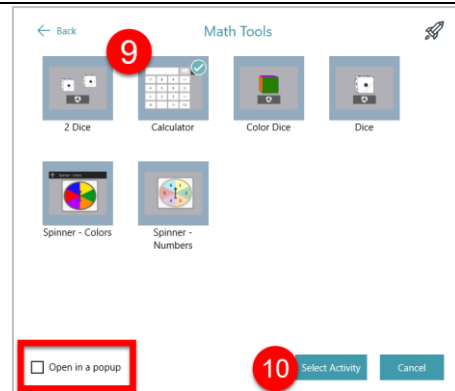 Back
Math Tools
9
2 Dice
Calculator
Color Dice
Dice
Spinner - Colors
Spinner -
Numbers
Open in a popup
10
Select Activity
Cancel